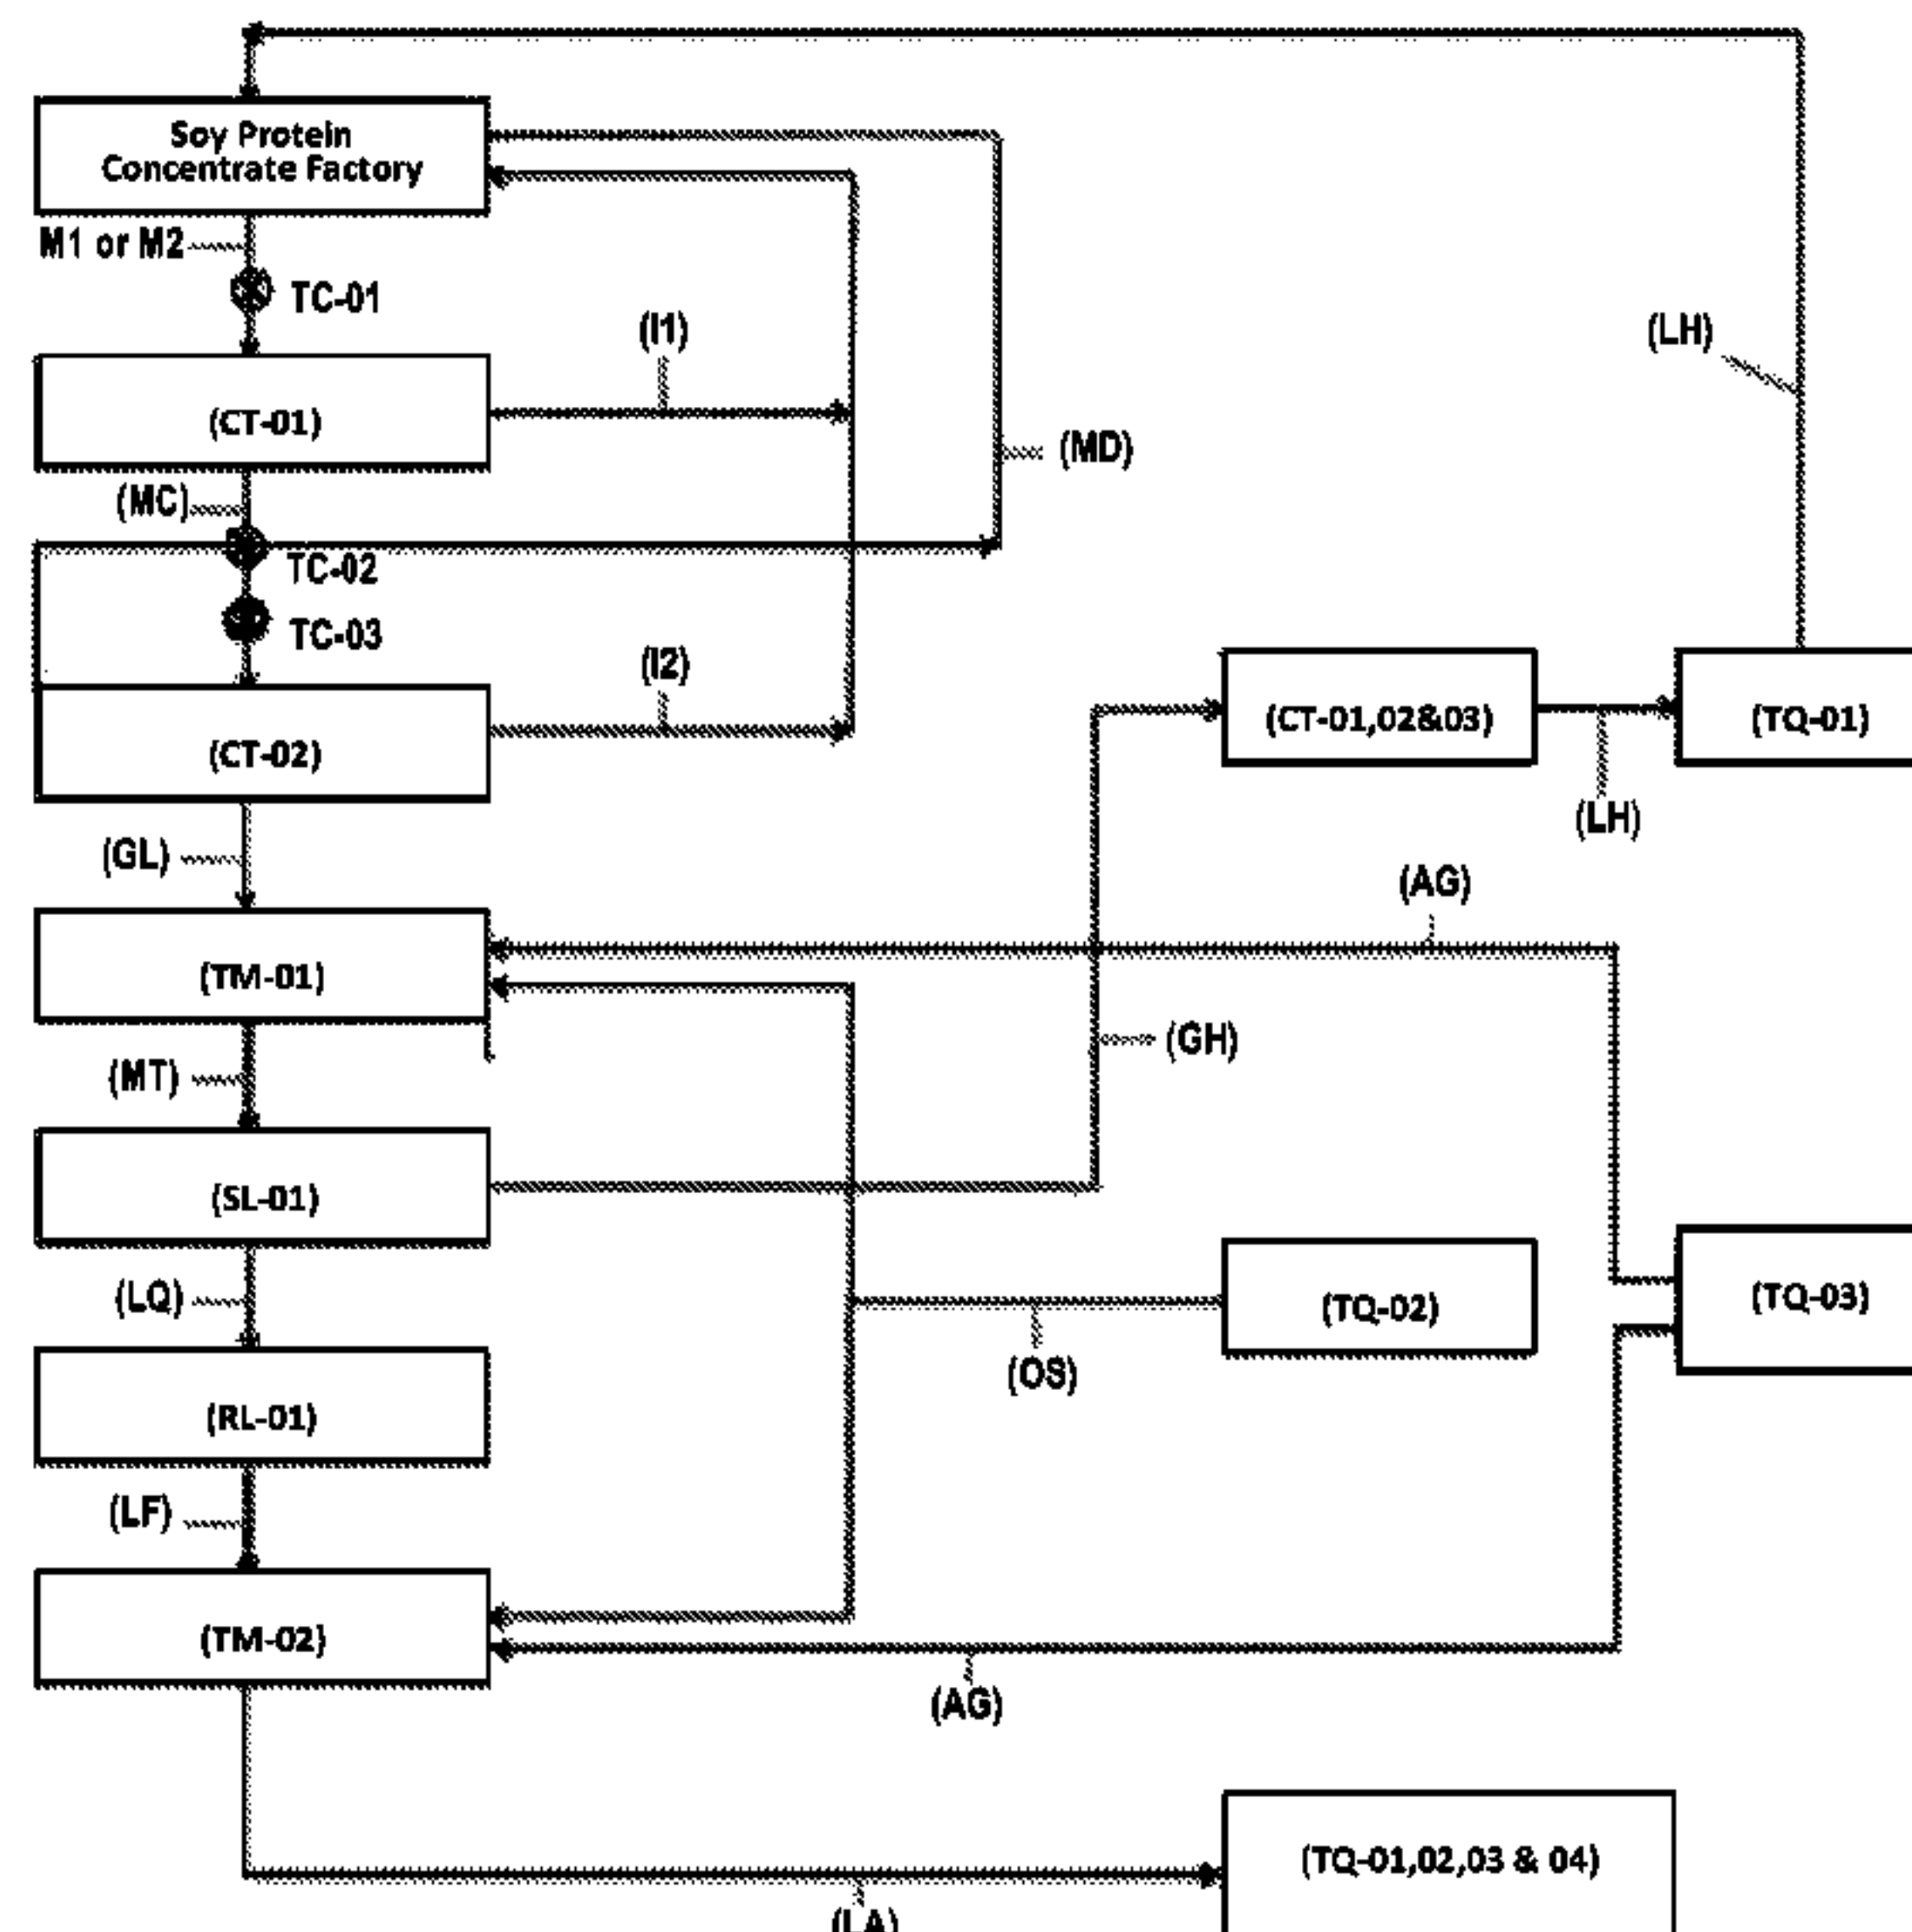 Soy Protein
Concentrate Factory
M1 or M2
TC-01
(I1)
(LH)
(CT-01)
(MD)
(MC)
TC-02
TC-03
(I2)
(CT-01,02&03)
(TQ-01)
(CT-02)
(LH)
(GL)
(AG)
(TM-01)
(GH)
(MT)
(SL-01)
(LQ)
(TQ-02)
(TQ-03)
(OS)
(RL-01)
(LF)
(TM-02)
(AG)
(TQ-01,02,03 & 04)
(LA)